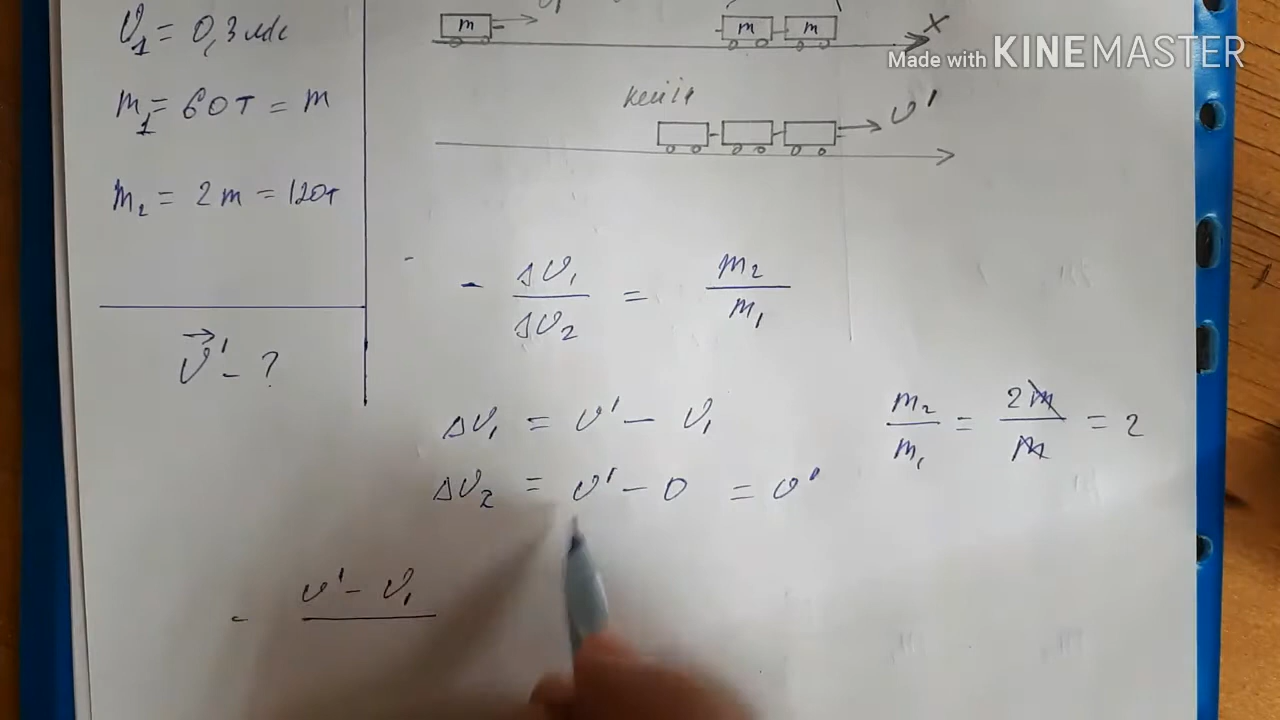 υ₁ = 0,3 м/с
m₁ = 60т = m
m₂ = 2m = 120т
υ⃗' - ?
m
m m
X
Made with KINEMASTER
кейін
υ'
- Δυ₁/Δυ₂ = m₂/m₁
Δυ₁ = υ' - υ₁
Δυ₂ = υ' - 0 = υ'
m₂/m₁ = 2m/m = 2
- υ' - υ₁